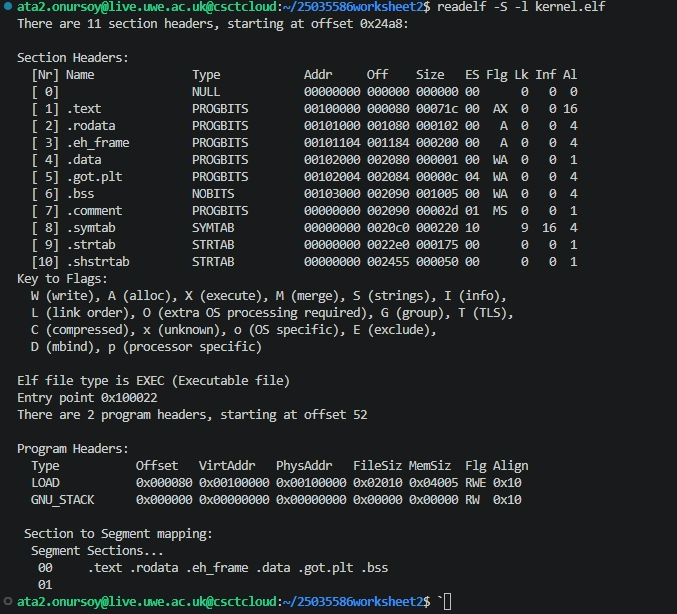 ata2.onursoy@live.uwe.ac.uk@csctcloud:~/25035586worksheet2$ readelf -S -l kernel.elf
There are 11 section headers, starting at offset 0x24a8:

Section Headers:
  [Nr] Name              Type            Addr     Off    Size   ES Flg Lk Inf Al
  [ 0]                   NULL            00000000 000000 000000 00      0   0  0
  [ 1] .text             PROGBITS        00100000 000080 00071c 00  AX  0   0 16
  [ 2] .rodata           PROGBITS        00101000 001080 000102 00   A  0   0  4
  [ 3] .eh_frame         PROGBITS        00101104 001184 000200 00   A  0   0  4
  [ 4] .data             PROGBITS        00102000 002080 000001 00  WA  0   0  1
  [ 5] .got.plt          PROGBITS        00102004 002084 00000c 04  WA  0   0  4
  [ 6] .bss              NOBITS          00103000 002090 001005 00  WA  0   0  4
  [ 7] .comment          PROGBITS        00000000 002090 00002d 01  MS  0   0  1
  [ 8] .symtab           SYMTAB          00000000 0020c0 000220 10      9  16  4
  [ 9] .strtab           STRTAB          00000000 0022e0 000175 00      0   0  1
  [10] .shstrtab         STRTAB          00000000 002455 000050 00      0   0  1
Key to Flags:
  W (write), A (alloc), X (execute), M (merge), S (strings), I (info),
  L (link order), O (extra OS processing required), G (group), T (TLS),
  C (compressed), x (unknown), o (OS specific), E (exclude),
  D (mbind), p (processor specific)

Elf file type is EXEC (Executable file)
Entry point 0x100022
There are 2 program headers, starting at offset 52

Program Headers:
  Type           Offset   VirtAddr   PhysAddr   FileSiz MemSiz  Flg Align
  LOAD           0x000080 0x00100000 0x00100000 0x02010 0x04005 RWE 0x10
  GNU_STACK      0x000000 0x00000000 0x00000000 0x00000 0x00000 RW  0x10

 Section to Segment mapping:
  Segment Sections...
   00     .text .rodata .eh_frame .data .got.plt .bss
   01
ata2.onursoy@live.uwe.ac.uk@csctcloud:~/25035586worksheet2$ `